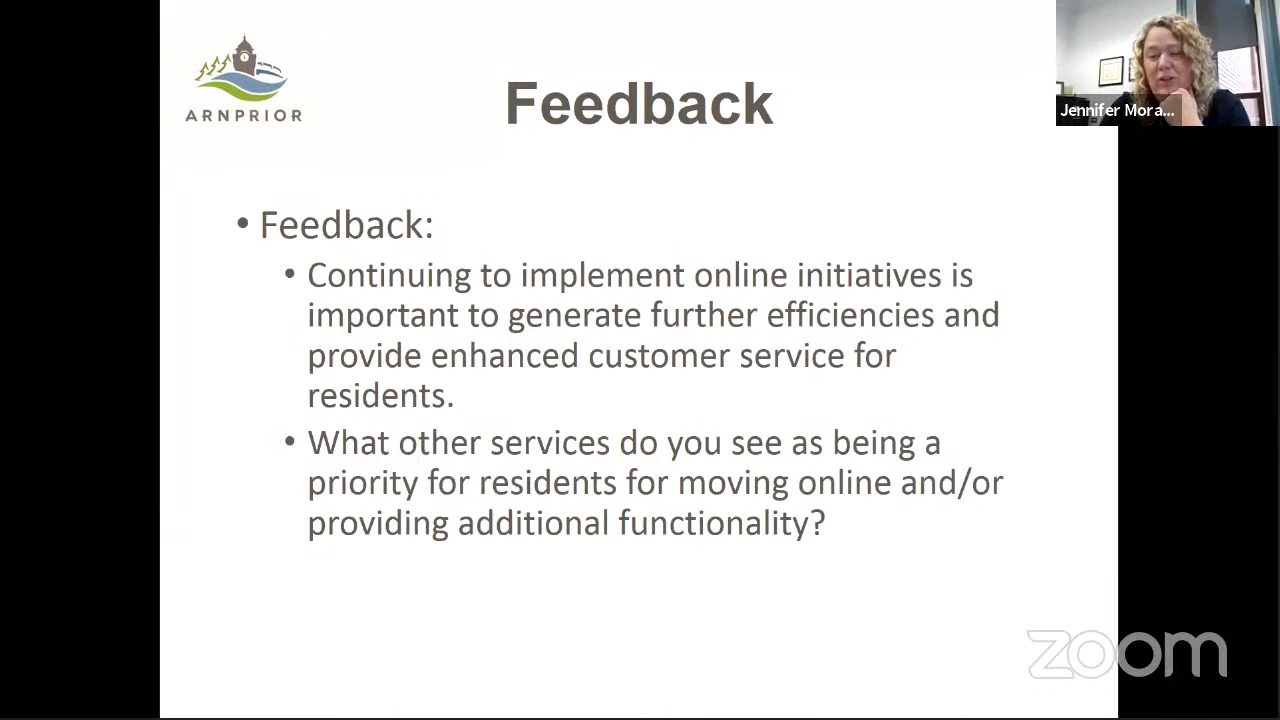 ARNPRIOR
Feedback
Jennifer Mora...
• Feedback:
• Continuing to implement online initiatives is
important to generate further efficiencies and
provide enhanced customer service for
residents.
• What other services do you see as being a
priority for residents for moving online and/or
providing additional functionality?
zoom